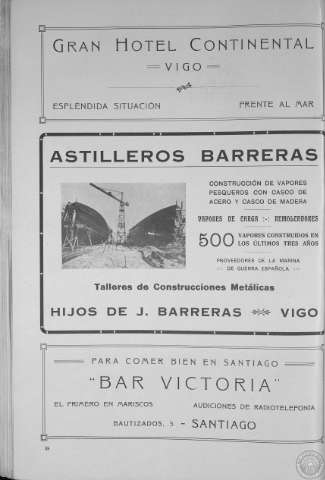 GRAN HOTEL CONTINENTAL
VIGO
ESPLÉNDIDA SITUACIÓN
FRENTE AL MAR
ASTILLEROS BARRERAS
CONSTRUCCIÓN DE VAPORES
PESQUEROS CON CASCO DE
ACERO Y CASCO DE MADERA
VAPORES DE CARGA :-: REMOLCADORES
500 VAPORES CONSTRUIDOS EN
LOS ÚLTIMOS TRES AÑOS
PROVEEDORES DE LA MARINA
DE GUERRA ESPAÑOLA
Talleres de Construcciones Metálicas
HIJOS DE J. BARRERAS VIGO
PARA COMER BIEN EN SANTIAGO
"BAR VICTORIA"
EL PRIMERO EN MARISCOS
AUDICIONES DE RADIOTELEFONÍA
BAUTIZADOS, 5 - SANTIAGO